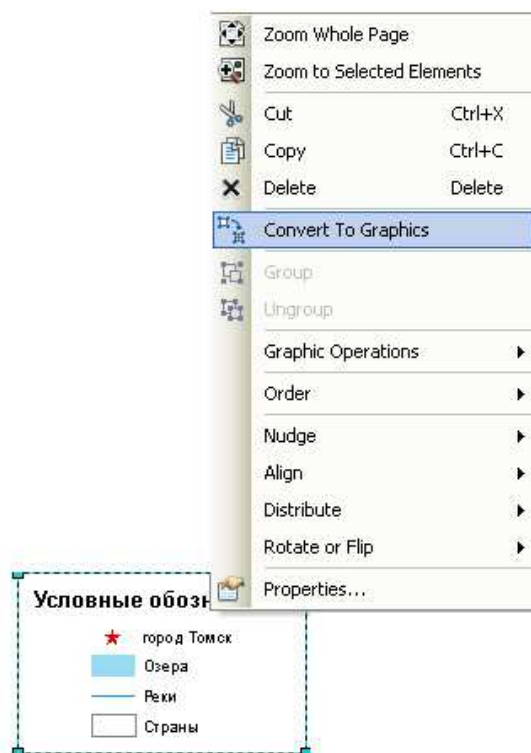 Zoom Whole Page
Zoom to Selected Elements
Cut Ctrl+X
Copy Ctrl+C
Delete Delete
Convert To Graphics
Group
Ungroup
Graphic Operations
Order
Nudge
Align
Distribute
Rotate or Flip
Properties...
Условные обозн
город Томск
Озера
Реки
Страны